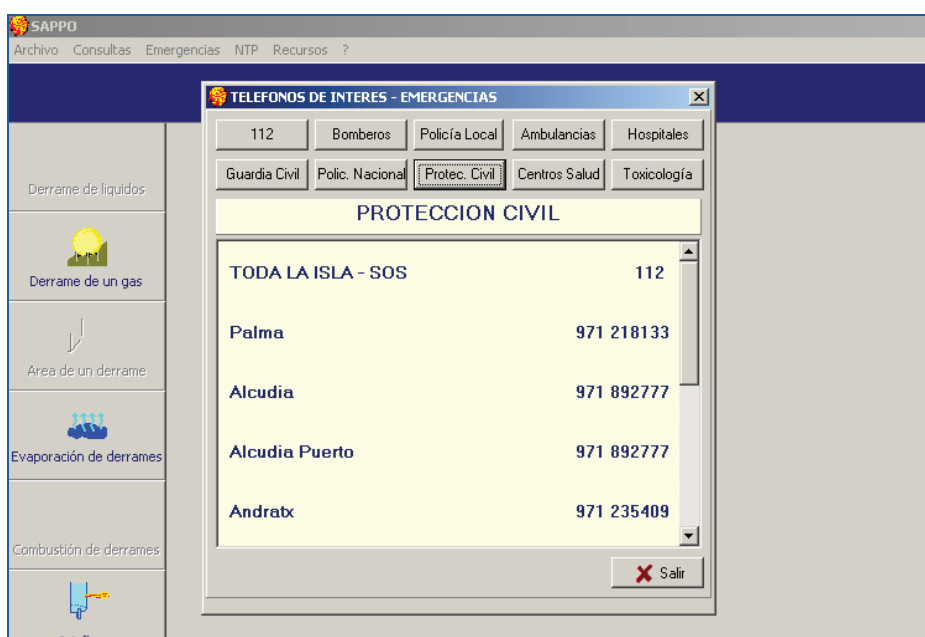 SAPPO
Archivo Consultas Emergencias NTP Recursos ?
TELEFONOS DE INTERES - EMERGENCIAS
112 Bomberos Policía Local Ambulancias Hospitales
Guardia Civil Polic. Nacional Protec. Civil Centros Salud Toxicología
PROTECCION CIVIL
TODA LA ISLA - SOS 112
Palma 971 218133
Alcudia 971 892777
Alcudia Puerto 971 892777
Andratx 971 235409
Salir
Derrame de liquidos
Derrame de un gas
Area de un derrame
Evaporación de derrames
Combustión de derrames